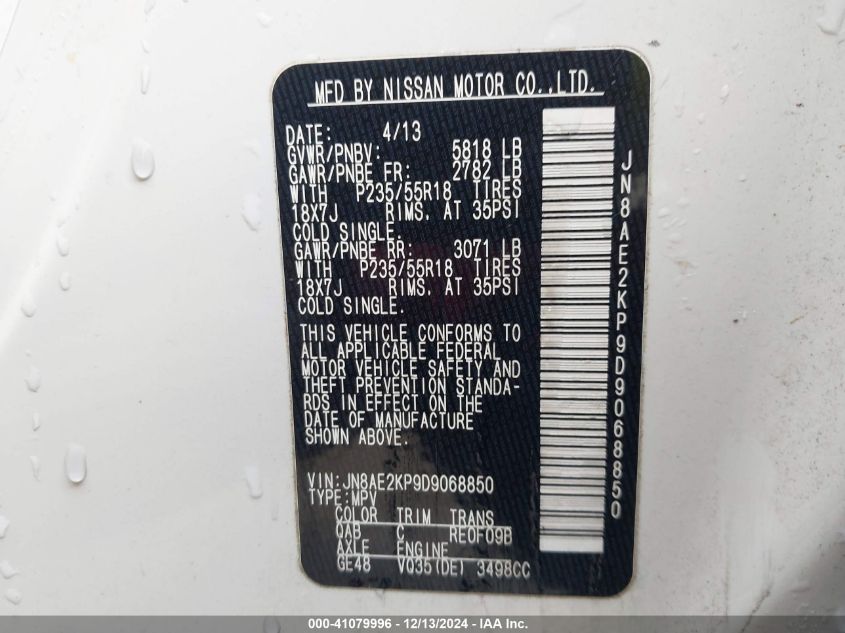 MFD BY NISSAN MOTOR CO.,LTD.
DATE: 4/13
GVWR/PNBV: 5818 LB
GAWR/PNBE FR: 2782 LB
WITH P235/55R18 TIRES
18X7J RIMS. AT 35PSI
COLD SINGLE.
GAWR/PNBE RR: 3071 LB
WITH P235/55R18 TIRES
18X7J RIMS. AT 35PSI
COLD SINGLE.
THIS VEHICLE CONFORMS TO
ALL APPLICABLE FEDERAL
MOTOR VEHICLE SAFETY AND
THEFT PREVENTION STANDA-
RDS IN EFFECT ON THE
DATE OF MANUFACTURE
SHOWN ABOVE.
VIN:JN8AE2KP9D9068850
TYPE:MPV
COLOR TRIM TRANS
QAB C RE0F09B
AXLE ENGINE
GE48 VQ35(DE) 3498CC
JN8AE2KP9D9068850
000-41079996 - 12/13/2024 - IAA Inc.